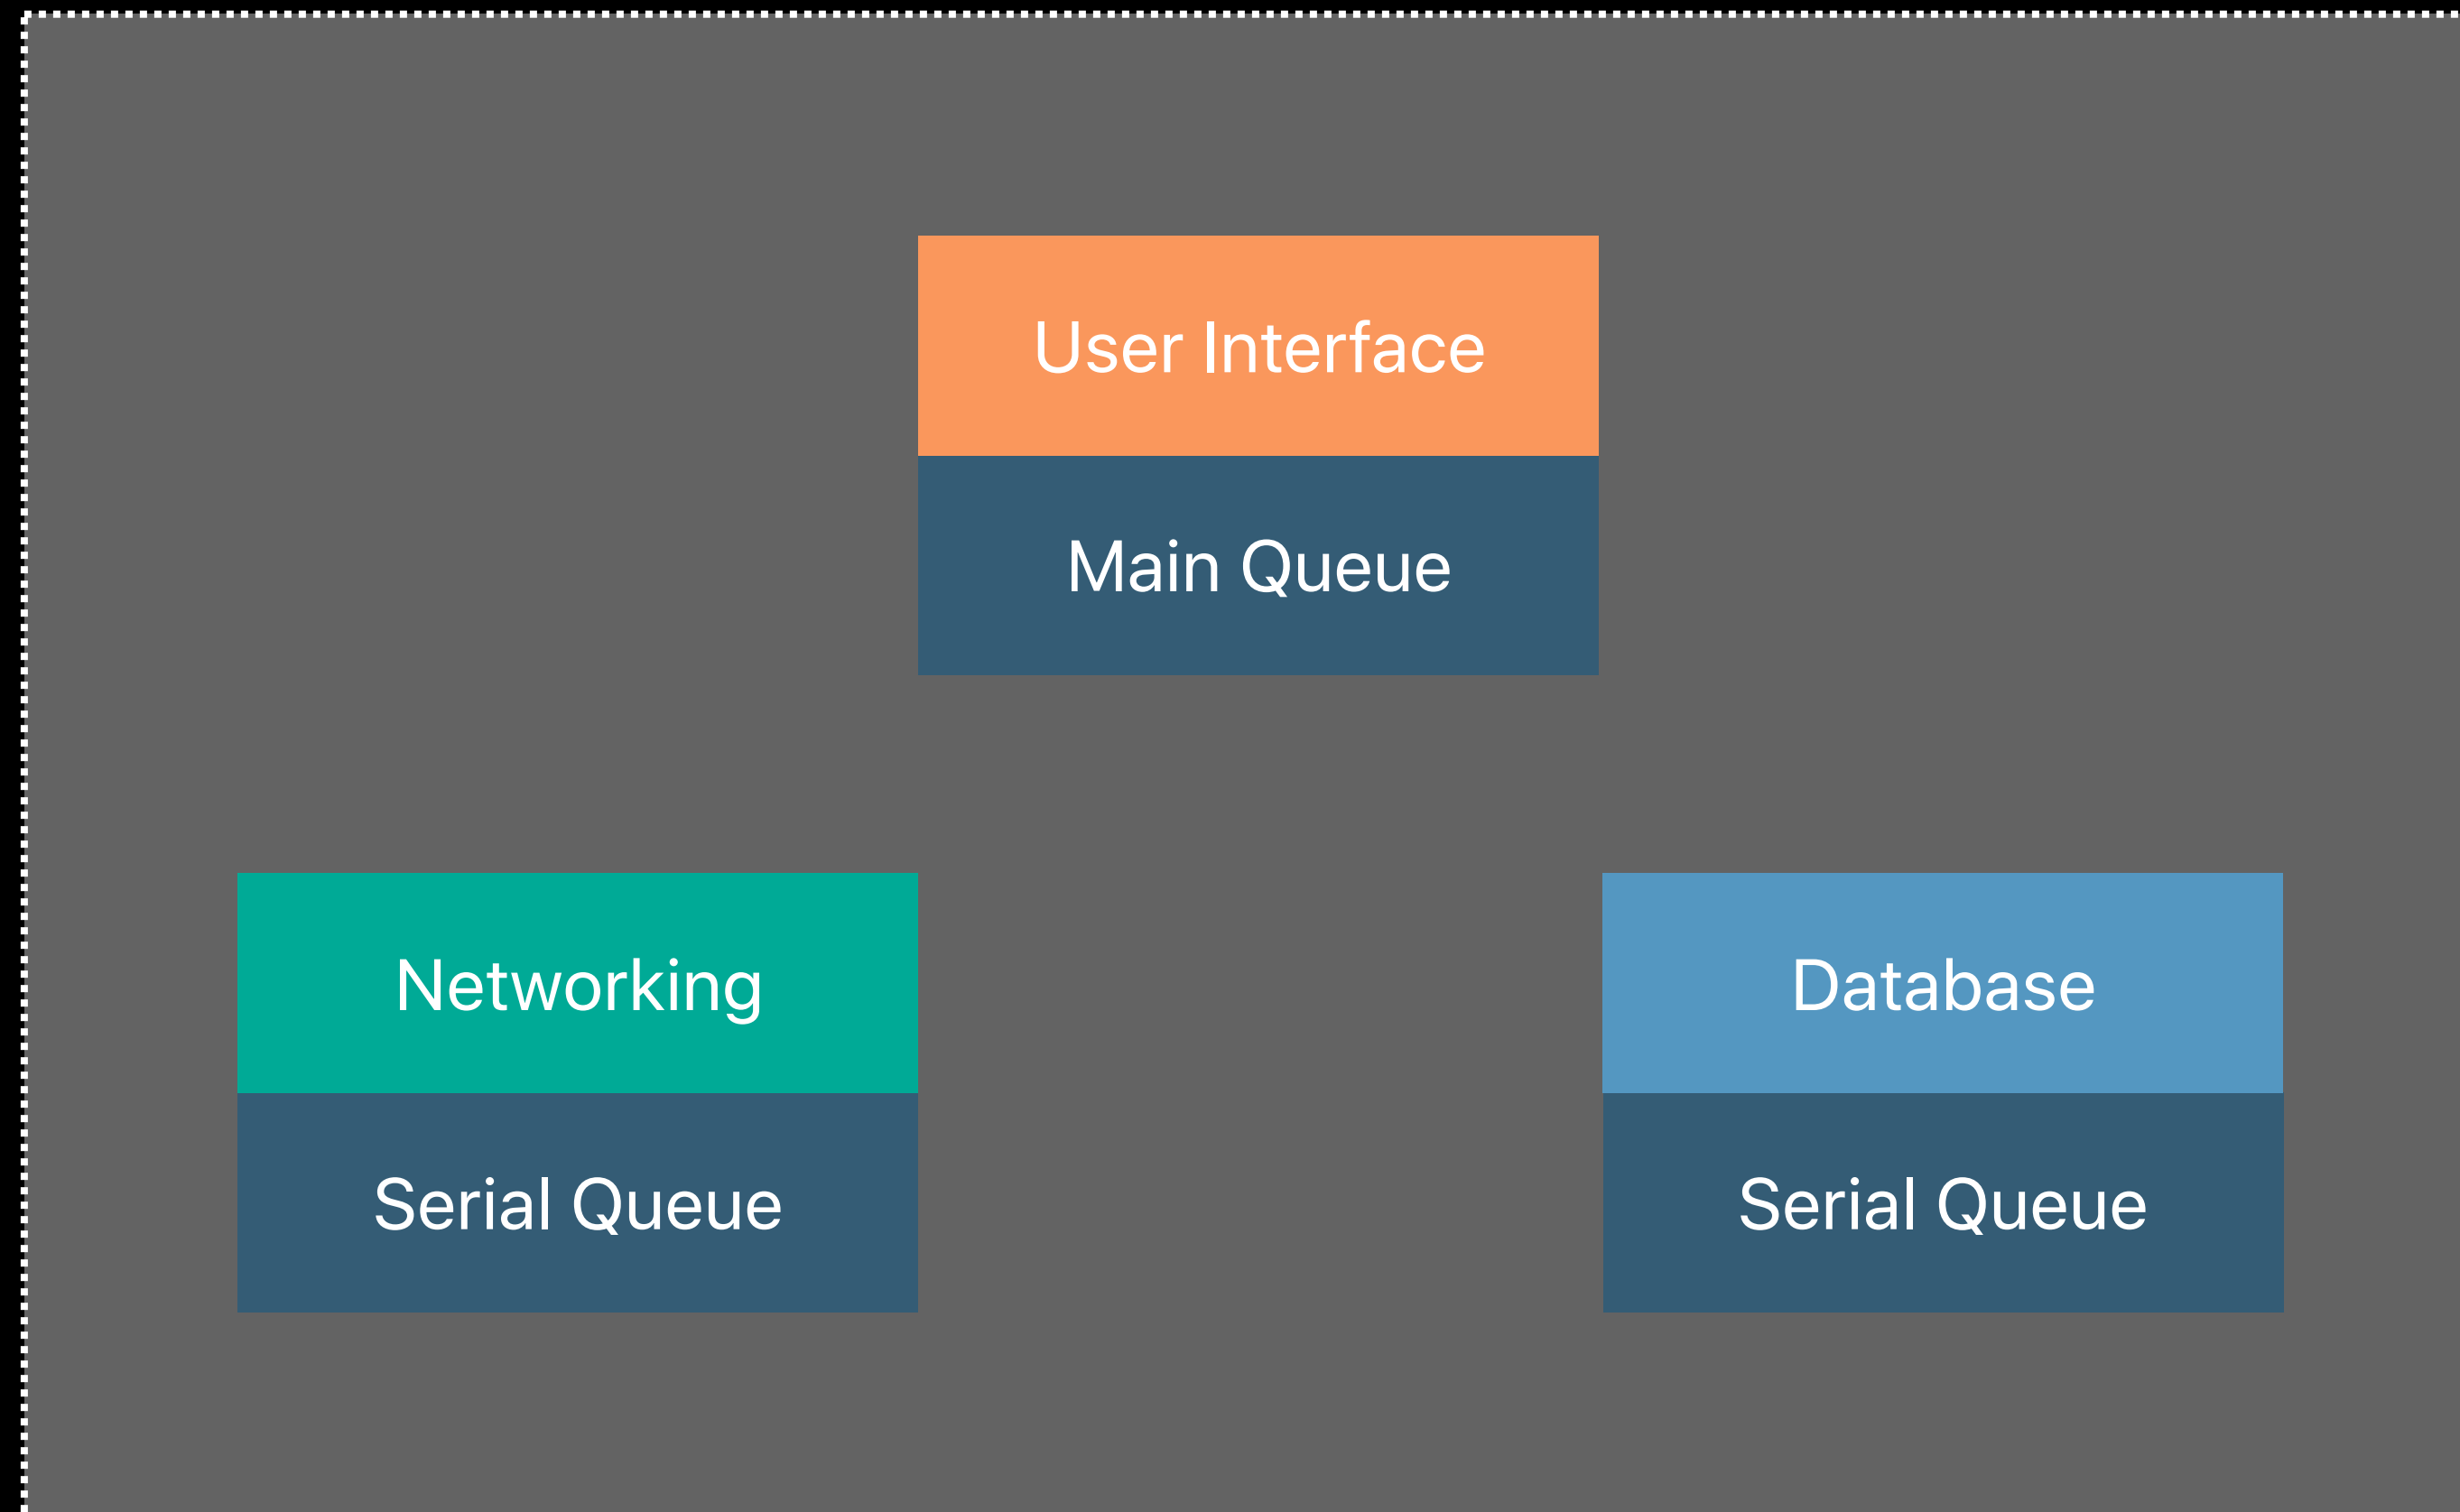 User Interface
Main Queue
Networking
Serial Queue
Database
Serial Queue